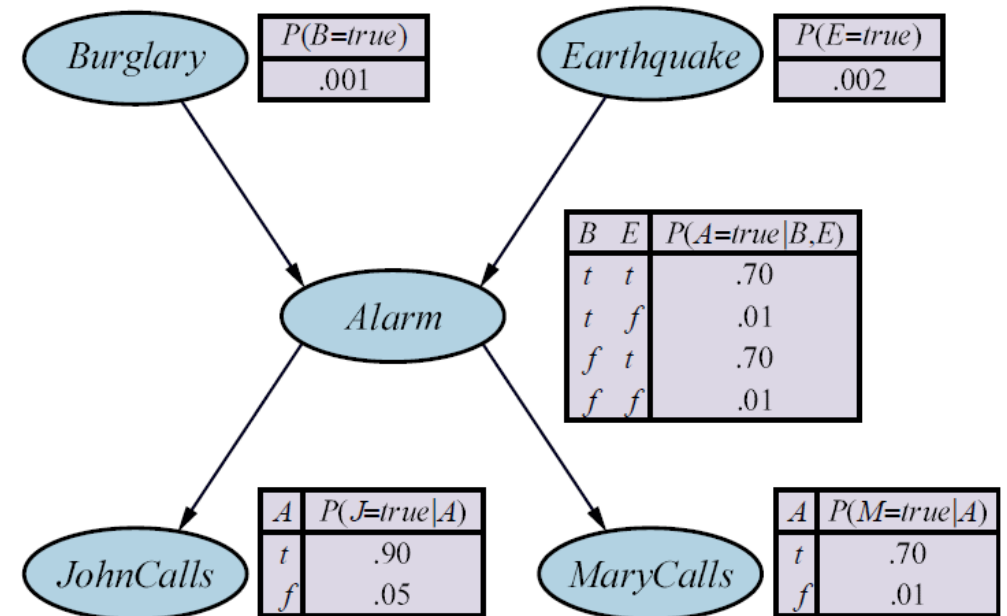 Burglary
P(B=true)
.001
Earthquake
P(E=true)
.002
B E P(A=true|B,E)
t t .70
t f .01
f t .70
f f .01
Alarm
JohnCalls
A P(J=true|A)
t .90
f .05
MaryCalls
A P(M=true|A)
t .70
f .01